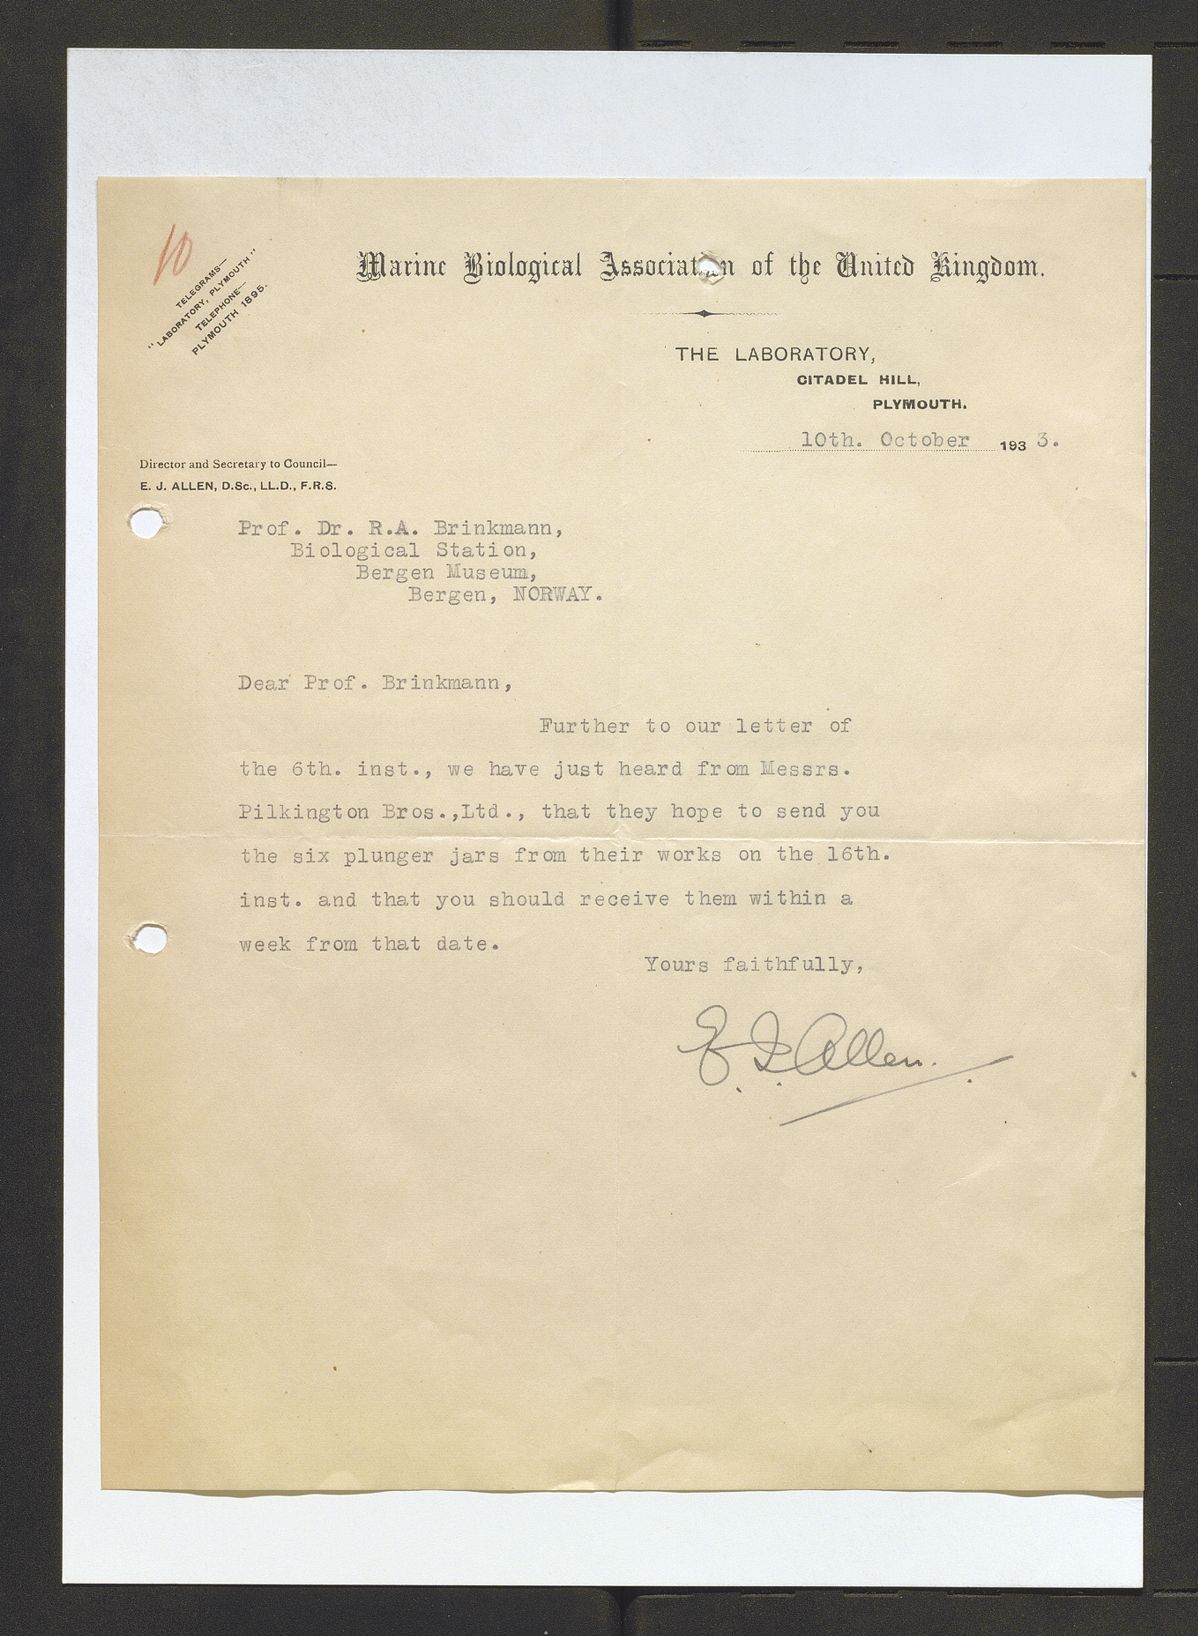 10
TELEGRAMS—
"LABORATORY, PLYMOUTH."
TELEPHONE—
PLYMOUTH 1895.
Marine Biological Association of the United Kingdom.
THE LABORATORY,
CITADEL HILL,
PLYMOUTH.
10th. October 1933.
Director and Secretary to Council—
E. J. ALLEN, D.Sc., LL.D., F.R.S.
Prof. Dr. R.A. Brinkmann,
Biological Station,
Bergen Museum,
Bergen, NORWAY.
Dear Prof. Brinkmann,
Further to our letter of
the 6th. inst., we have just heard from Messrs.
Pilkington Bros.,Ltd., that they hope to send you
the six plunger jars from their works on the 16th.
inst. and that you should receive them within a
week from that date.
Yours faithfully,
E. J. Allen.